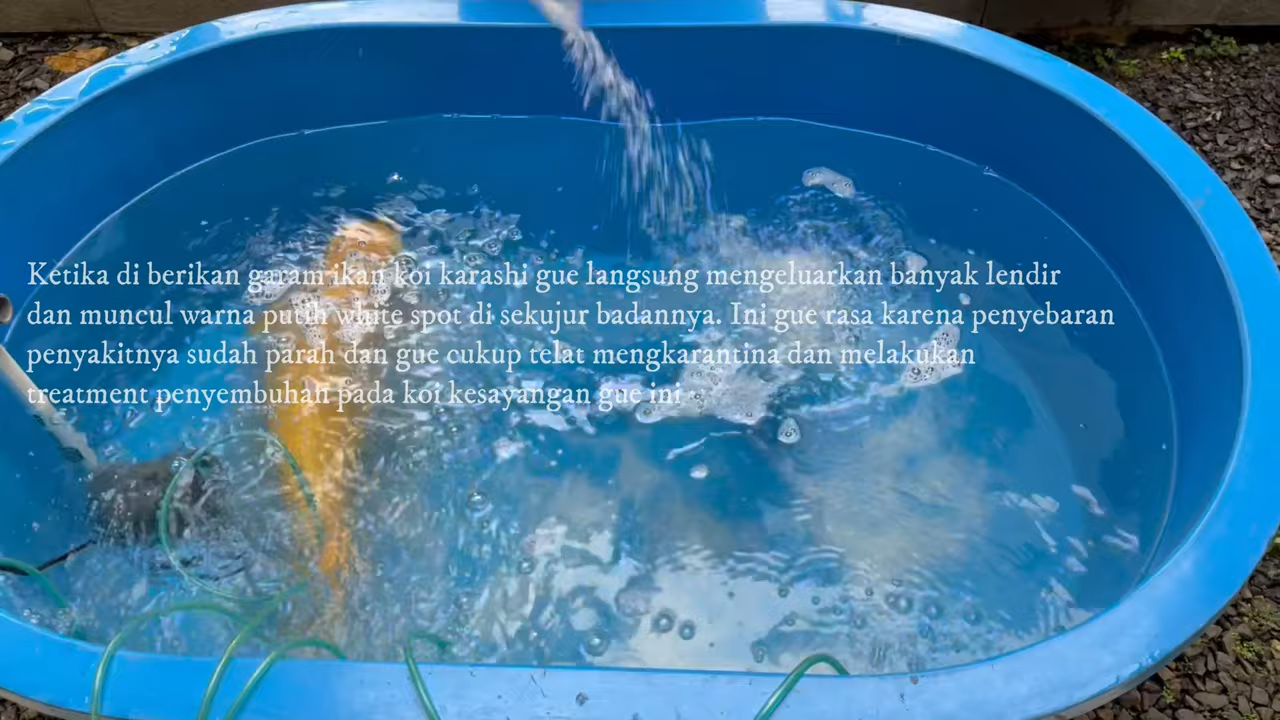 Ketika di berikan garam ikan koi karashi gue langsung mengeluarkan banyak lendir
dan muncul warna putih white spot di sekujur badannya. Ini gue rasa karena penyebaran
penyakitnya sudah parah dan gue cukup telat mengkarantina dan melakukan
treatment penyembuhan pada koi kesayangan gue ini